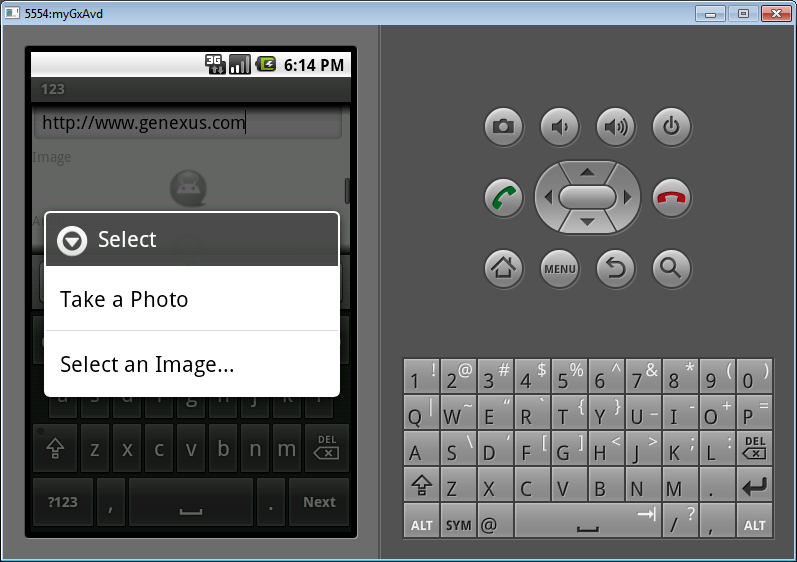 5554:myGxAvd
3G 6:14 PM
123
http://www.genexus.com
Image
A
Select
Take a Photo
Select an Image...
a s d f g h j k l
z x c v b n m DEL
?123 , . Next
MENU
1 ! 2 @ 3 # 4 $ 5 % 6 ^ 7 & 8 * 9 ( 0 )
Q | W ~ E “ R ` T { Y } U _ I - O + P =
A S \ D ‘ F [ G ] H < J > K ; L : DEL
Z X C V B N M .
ALT SYM @ / ? , ALT